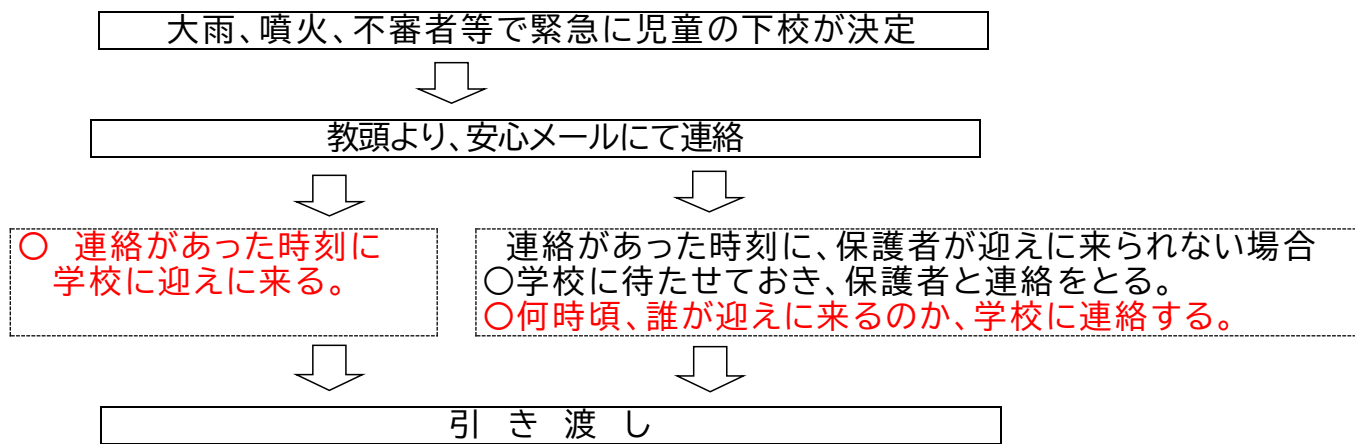 大雨、噴火、不審者等で緊急に児童の下校が決定
教頭より、安心メールにて連絡
〇　連絡があった時刻に
学校に迎えに来る。
連絡があった時刻に、保護者が迎えに来られない場合
〇学校に待たせておき、保護者と連絡をとる。
〇何時頃、誰が迎えに来るのか、学校に連絡する。
引 き 渡 し